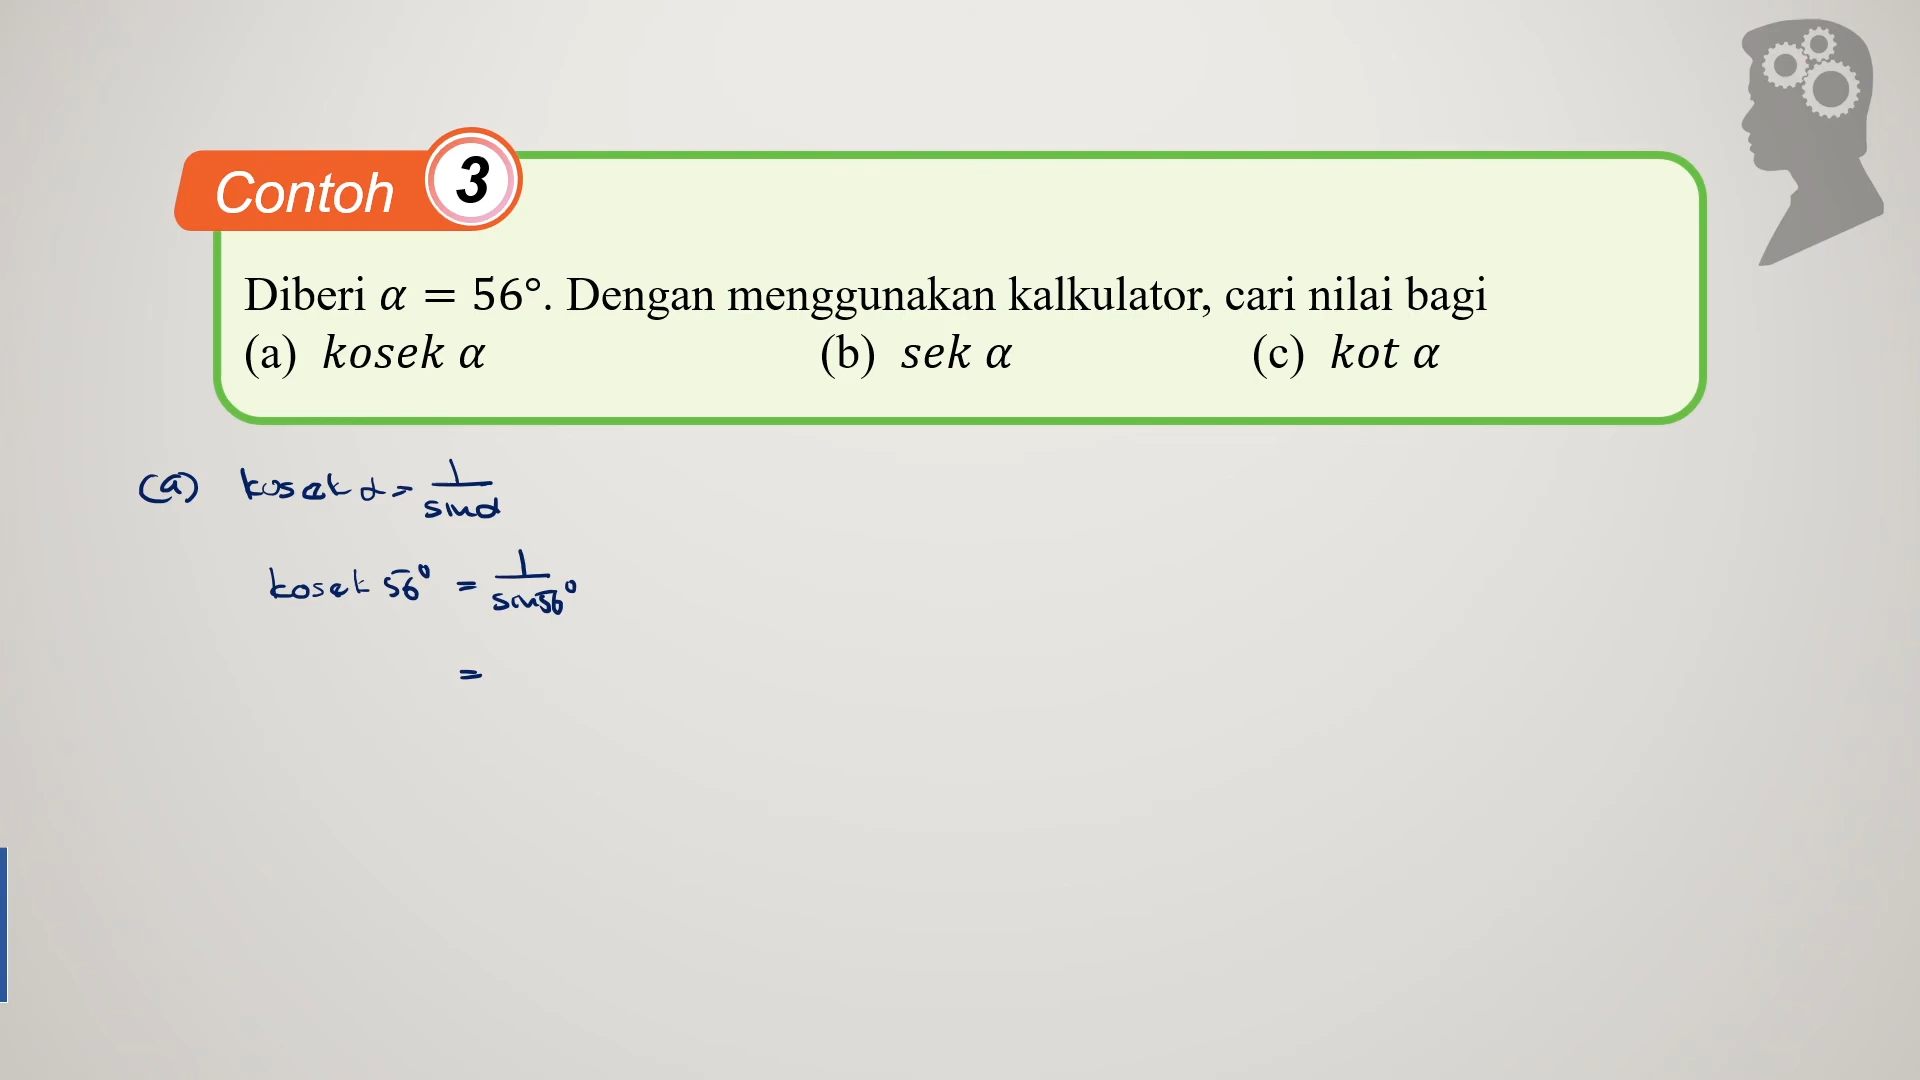 Contoh 3
Diberi α = 56°. Dengan menggunakan kalkulator, cari nilai bagi
(a) kosek α (b) sek α (c) kot α
(a) kosek α = 1/sin α
kosek 56° = 1/sin 56°
=